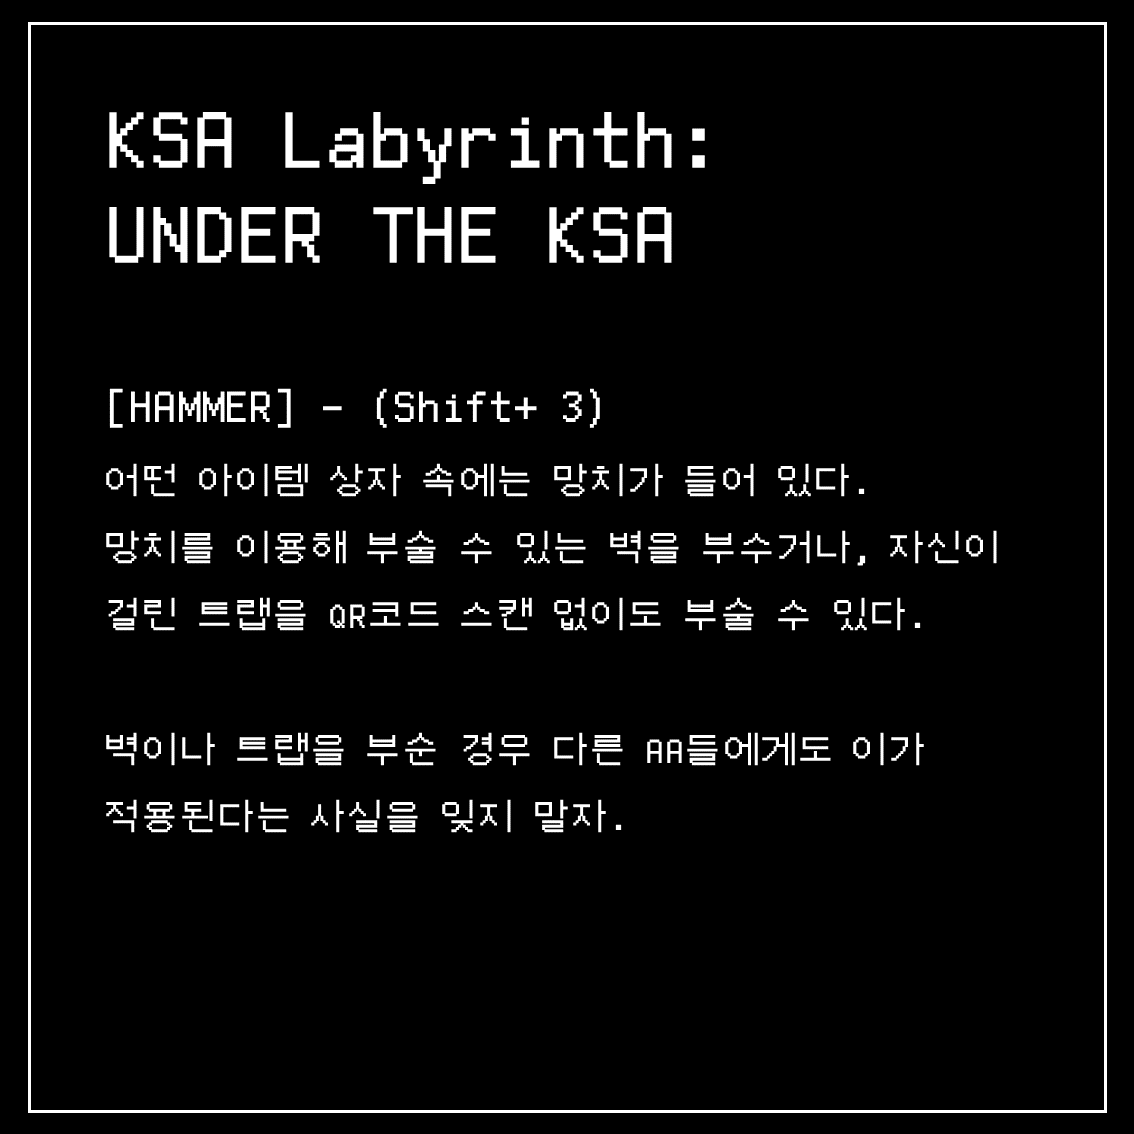 KSA Labyrinth:
UNDER THE KSA
[HAMMER] - (Shift+ 3)
어떤 아이템 상자 속에는 망치가 들어 있다.
망치를 이용해 부술 수 있는 벽을 부수거나, 자신이
걸린 트랩을 QR코드 스캔 없이도 부술 수 있다.
벽이나 트랩을 부순 경우 다른 AA들에게도 이가
적용된다는 사실을 잊지 말자.